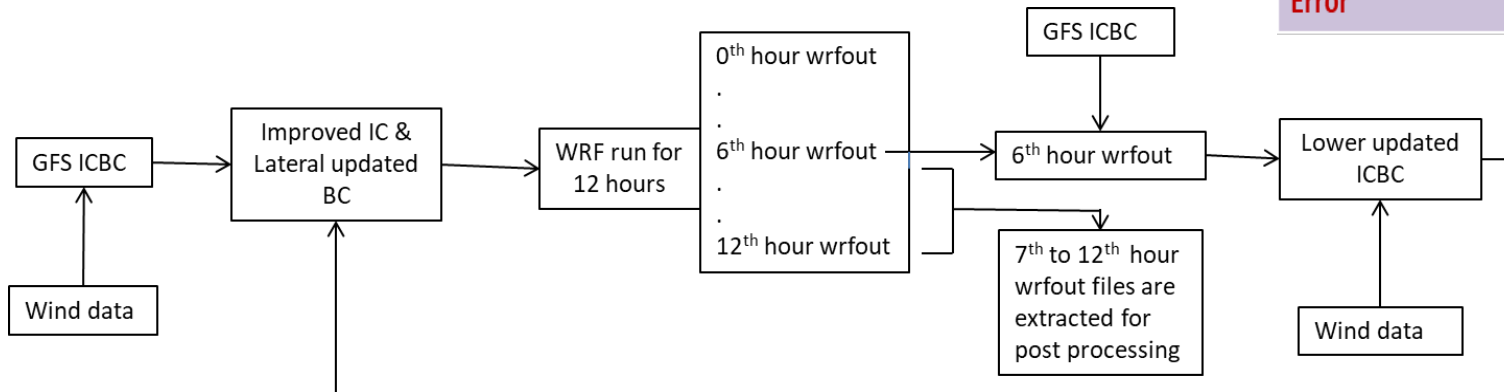 Error
GFS ICBC
Wind data
Improved IC &
Lateral updated
BC
WRF run for
12 hours
0th hour wrfout
.
.
6th hour wrfout
.
.
12th hour wrfout
GFS ICBC
6th hour wrfout
7th to 12th hour
wrfout files are
extracted for
post processing
Lower updated
ICBC
Wind data